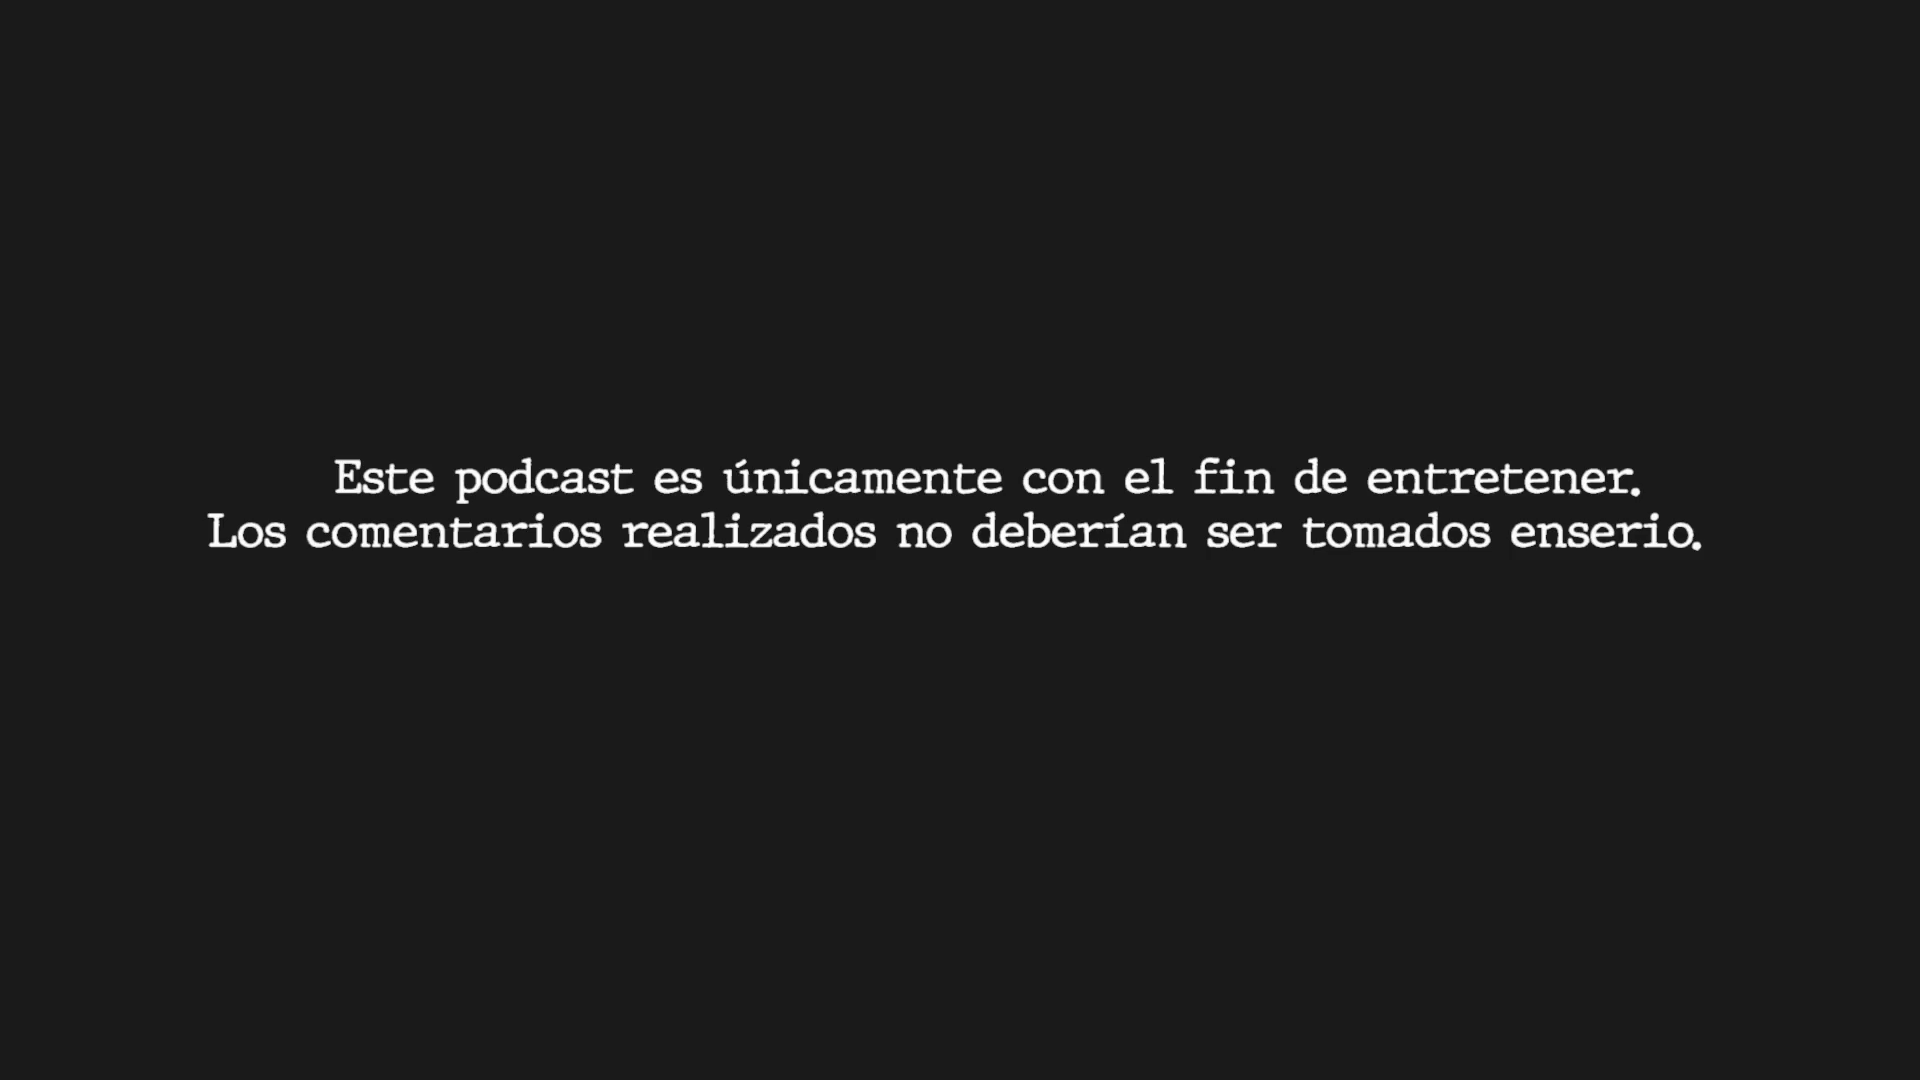 Este podcast es únicamente con el fin de entretener.
Los comentarios realizados no deberían ser tomados enserio.